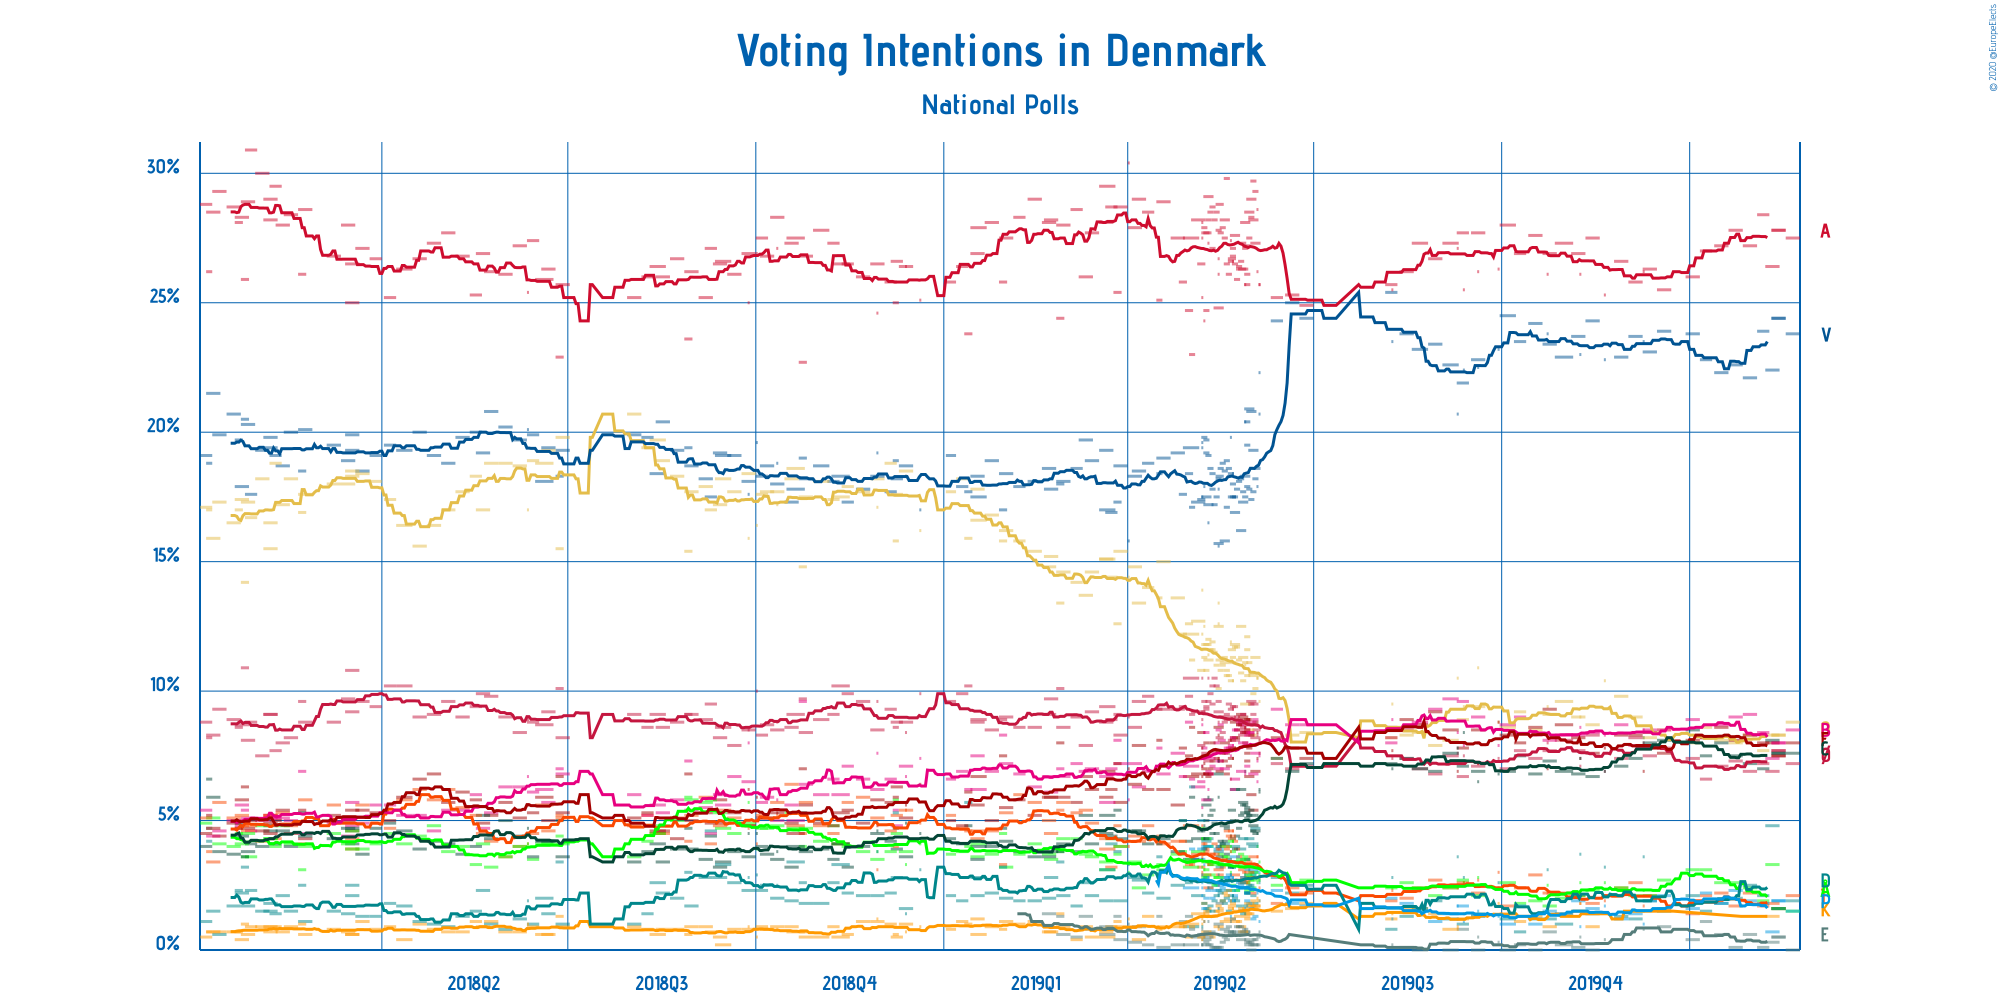 © 2020 @EuropeElects
Voting Intentions in Denmark
National Polls
30%
25%
20%
15%
10%
5%
0%
A
V
B
F
C
D
K
E
2018Q2
2018Q3
2018Q4
2019Q1
2019Q2
2019Q3
2019Q4